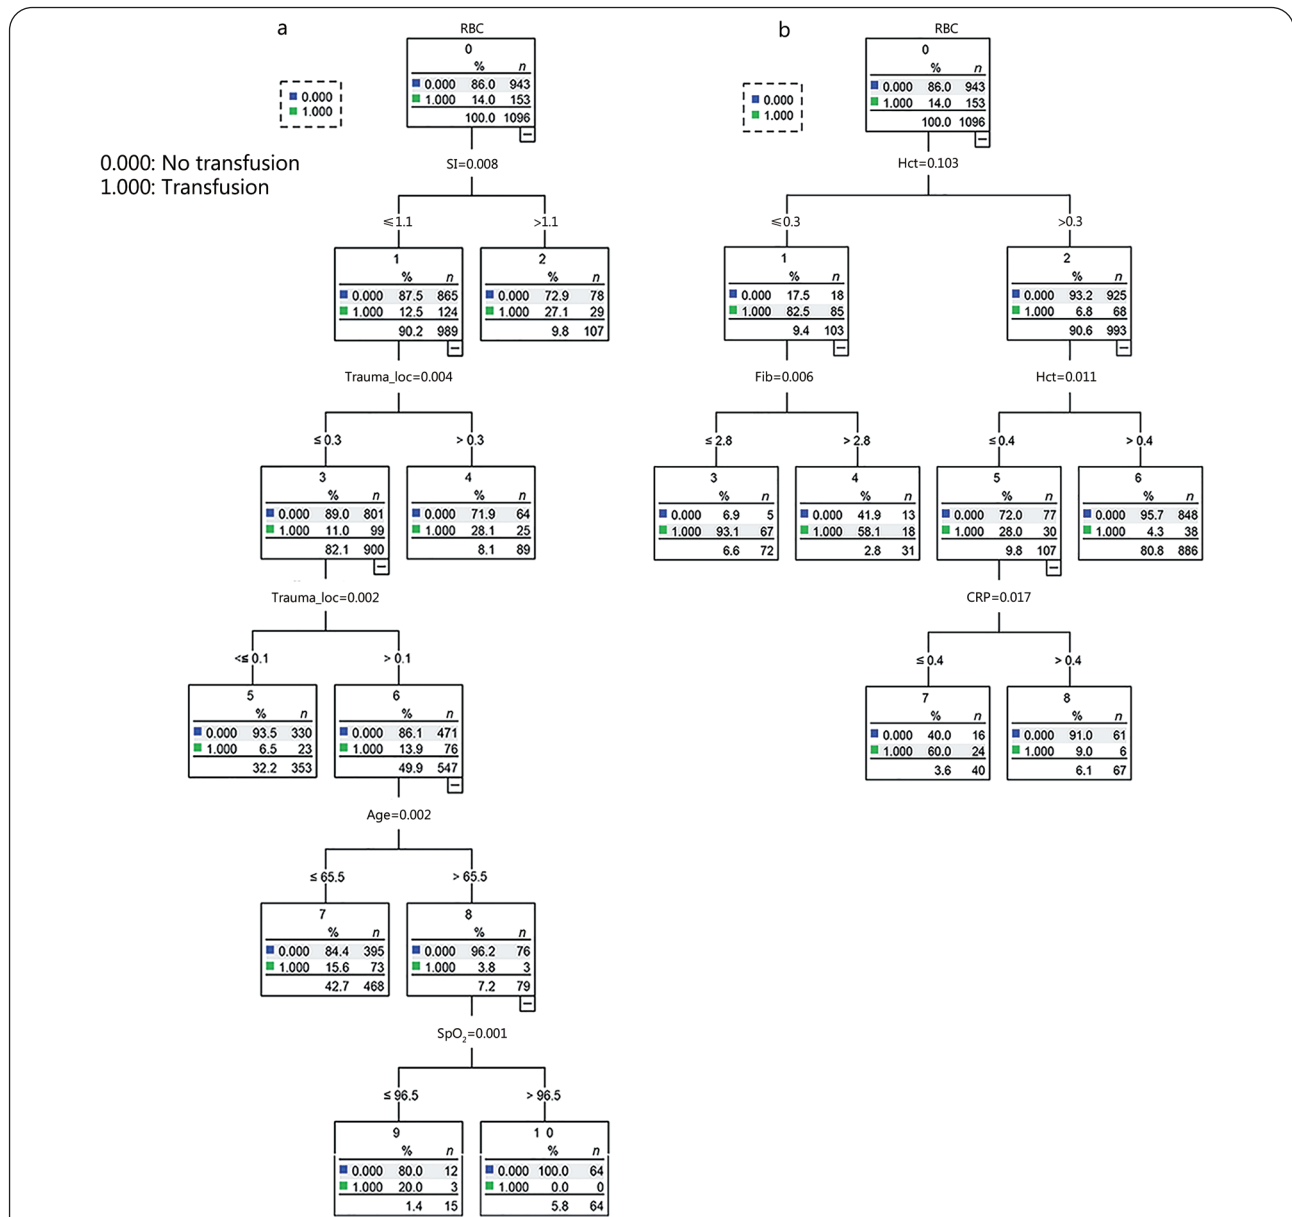 a
RBC
0
% n
0.000 86.0 943
1.000 14.0 153
100.0 1096
0.000
1.000
0.000: No transfusion
1.000: Transfusion
SI=0.008
≤1.1
>1.1
1
% n
0.000 87.5 865
1.000 12.5 124
90.2 989
2
% n
0.000 72.9 78
1.000 27.1 29
9.8 107
Trauma_loc=0.004
≤ 0.3
> 0.3
3
% n
0.000 89.0 801
1.000 11.0 99
82.1 900
4
% n
0.000 71.9 64
1.000 28.1 25
8.1 89
Trauma_loc=0.002
<≤ 0.1
> 0.1
5
% n
0.000 93.5 330
1.000 6.5 23
32.2 353
6
% n
0.000 86.1 471
1.000 13.9 76
49.9 547
Age=0.002
≤ 65.5
> 65.5
7
% n
0.000 84.4 395
1.000 15.6 73
42.7 468
8
% n
0.000 96.2 76
1.000 3.8 3
7.2 79
SpO₂=0.001
≤ 96.5
> 96.5
9
% n
0.000 80.0 12
1.000 20.0 3
1.4 15
1 0
% n
0.000 100.0 64
1.000 0.0 0
5.8 64
b
RBC
0
% n
0.000 86.0 943
1.000 14.0 153
100.0 1096
0.000
1.000
Hct=0.103
≤0.3
>0.3
1
% n
0.000 17.5 18
1.000 82.5 85
9.4 103
2
% n
0.000 93.2 925
1.000 6.8 68
90.6 993
Fib=0.006
≤ 2.8
> 2.8
Hct=0.011
≤0.4
> 0.4
3
% n
0.000 6.9 5
1.000 93.1 67
6.6 72
4
% n
0.000 41.9 13
1.000 58.1 18
2.8 31
5
% n
0.000 72.0 77
1.000 28.0 30
9.8 107
6
% n
0.000 95.7 848
1.000 4.3 38
80.8 886
CRP=0.017
≤ 0.4
> 0.4
7
% n
0.000 40.0 16
1.000 60.0 24
3.6 40
8
% n
0.000 91.0 61
1.000 9.0 6
6.1 67